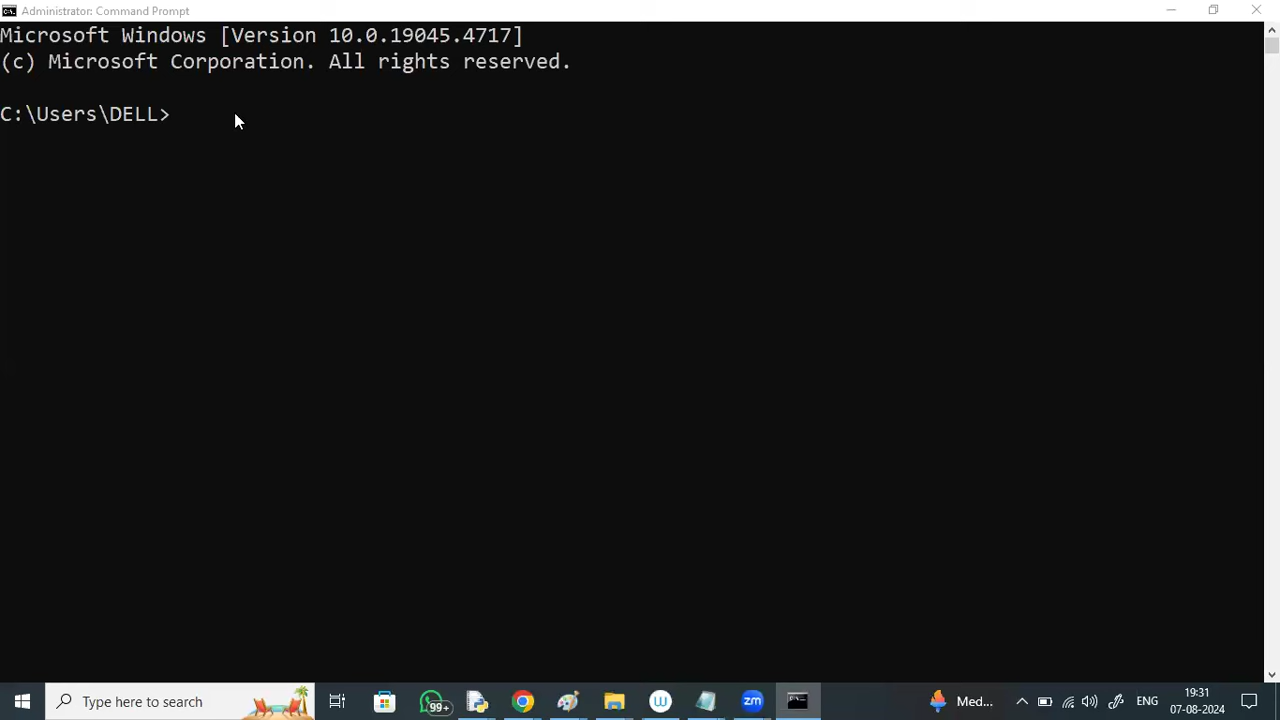 Administrator: Command Prompt
Microsoft Windows [Version 10.0.19045.4717]
(c) Microsoft Corporation. All rights reserved.
C:\Users\DELL>
Type here to search
99+
W
zm
Med...
ENG
19:31
07-08-2024